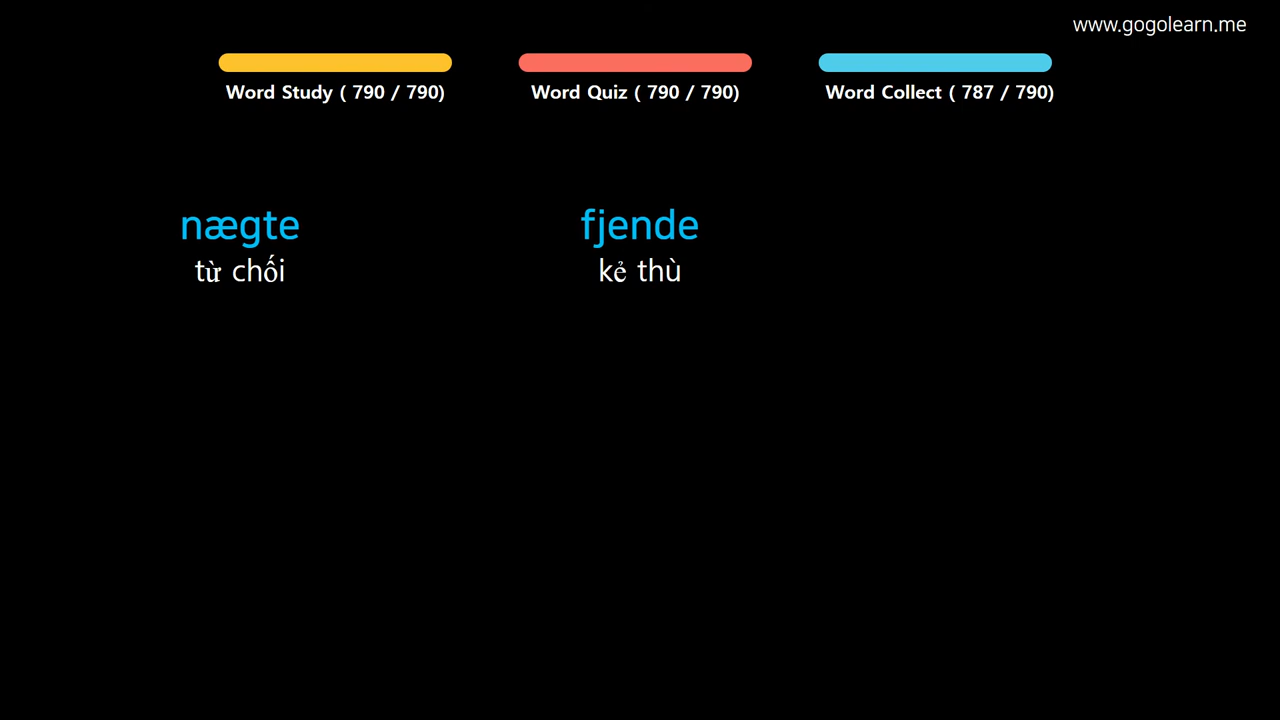 www.gogolearn.me
Word Study ( 790 / 790)
Word Quiz ( 790 / 790)
Word Collect ( 787 / 790)
nægte
từ chối
fjende
kẻ thù